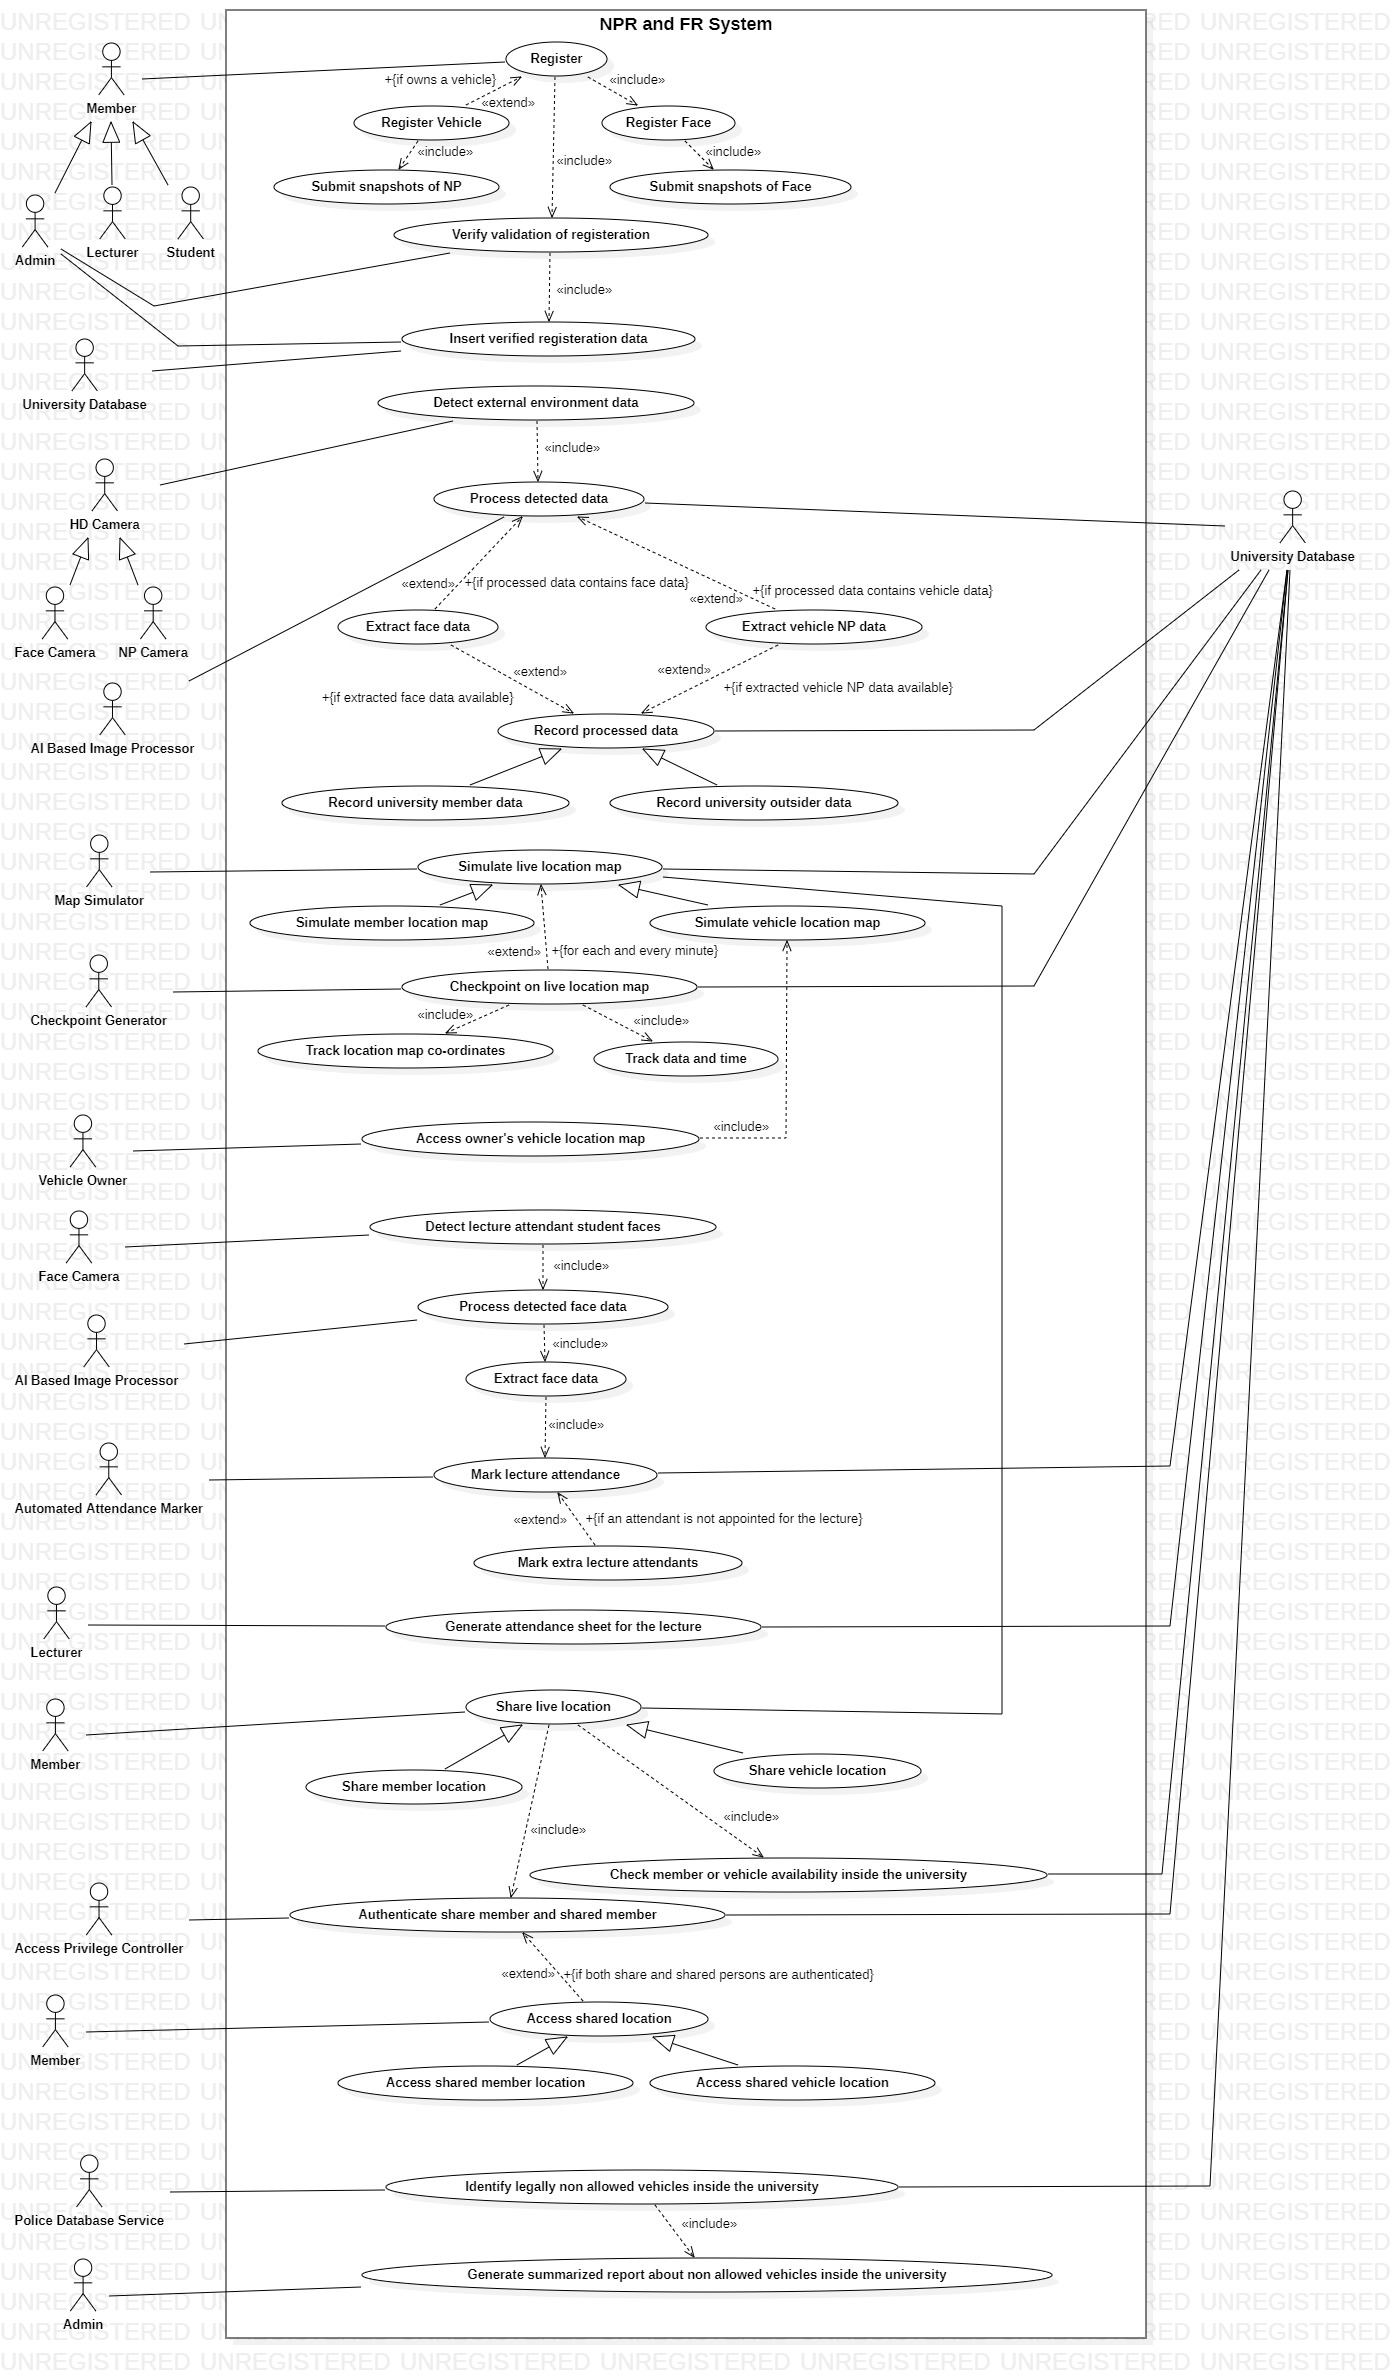 NPR and FR System
Register
+{if owns a vehicle}
«include»
«extend»
Member
Register Vehicle
Register Face
«include»
«include»
«include»
Submit snapshots of NP
Submit snapshots of Face
Verify validation of registeration
Admin
Lecturer
Student
«include»
Insert verified registeration data
University Database
Detect external environment data
«include»
Process detected data
HD Camera
University Database
«extend»
+{if processed data contains face data}
+{if processed data contains vehicle data}
«extend»
Extract face data
Extract vehicle NP data
Face Camera
NP Camera
«extend»
«extend»
+{if extracted face data available}
+{if extracted vehicle NP data available}
Record processed data
AI Based Image Processor
Record university member data
Record university outsider data
Simulate live location map
Map Simulator
Simulate member location map
Simulate vehicle location map
«extend»
+{for each and every minute}
Checkpoint on live location map
Checkpoint Generator
«include»
«include»
Track location map co-ordinates
Track data and time
«include»
Access owner's vehicle location map
Vehicle Owner
Detect lecture attendant student faces
«include»
Face Camera
Process detected face data
«include»
AI Based Image Processor
Extract face data
«include»
Mark lecture attendance
Automated Attendance Marker
«extend»
+{if an attendant is not appointed for the lecture}
Mark extra lecture attendants
Generate attendance sheet for the lecture
Lecturer
Share live location
Member
Share vehicle location
Share member location
«include»
«include»
Check member or vehicle availability inside the university
Authenticate share member and shared member
Access Privilege Controller
«extend»
+{if both share and shared persons are authenticated}
Access shared location
Member
Access shared member location
Access shared vehicle location
Identify legally non allowed vehicles inside the university
Police Database Service
«include»
Generate summarized report about non allowed vehicles inside the university
Admin
UNREGISTERED